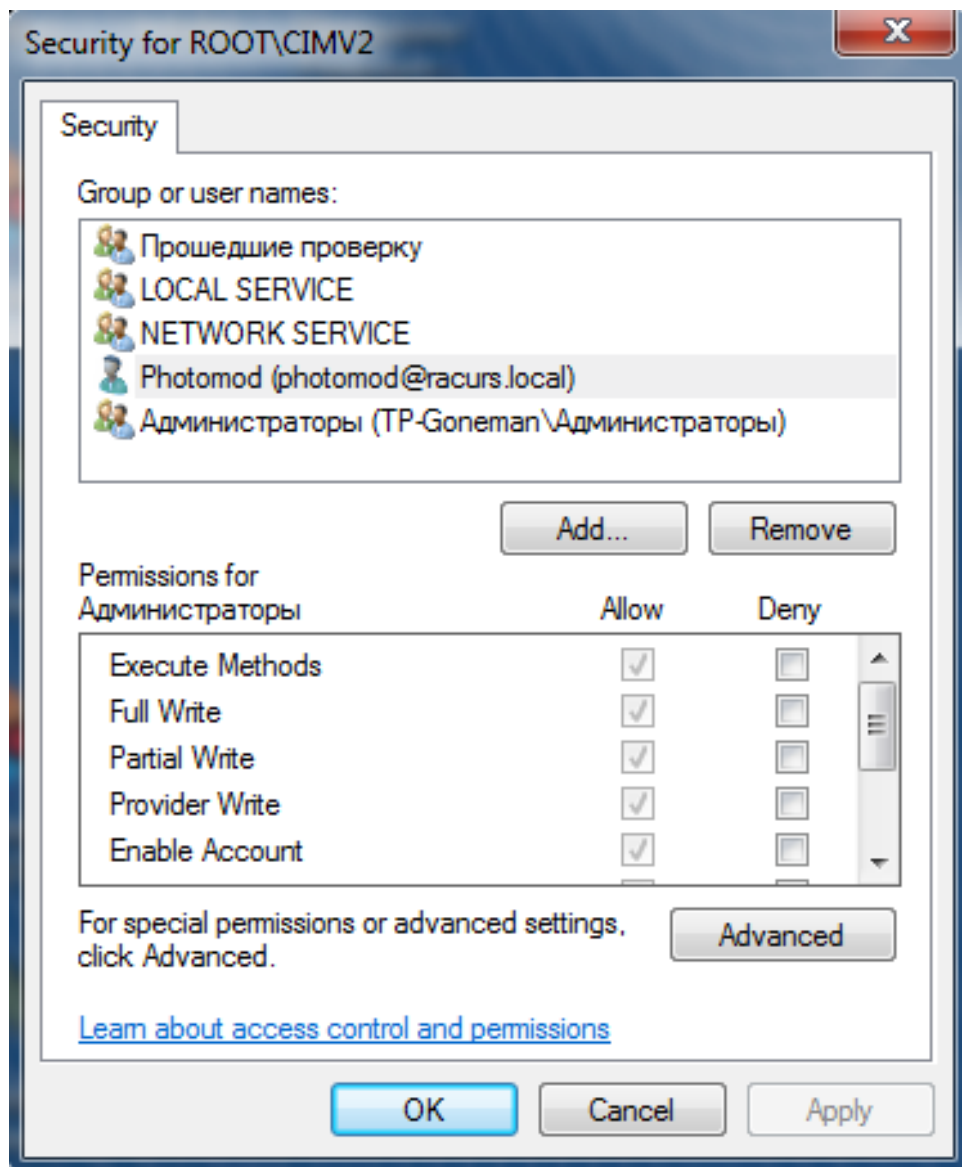 Security for ROOT\CIMV2
Security
Group or user names:
Прошедшие проверку
LOCAL SERVICE
NETWORK SERVICE
Photomod (photomod@racurs.local)
Администраторы (TP-Goneman\Администраторы)
Add...
Remove
Permissions for
Администраторы
Allow
Deny
Execute Methods
Full Write
Partial Write
Provider Write
Enable Account
For special permissions or advanced settings,
click Advanced.
Advanced
Learn about access control and permissions
OK
Cancel
Apply